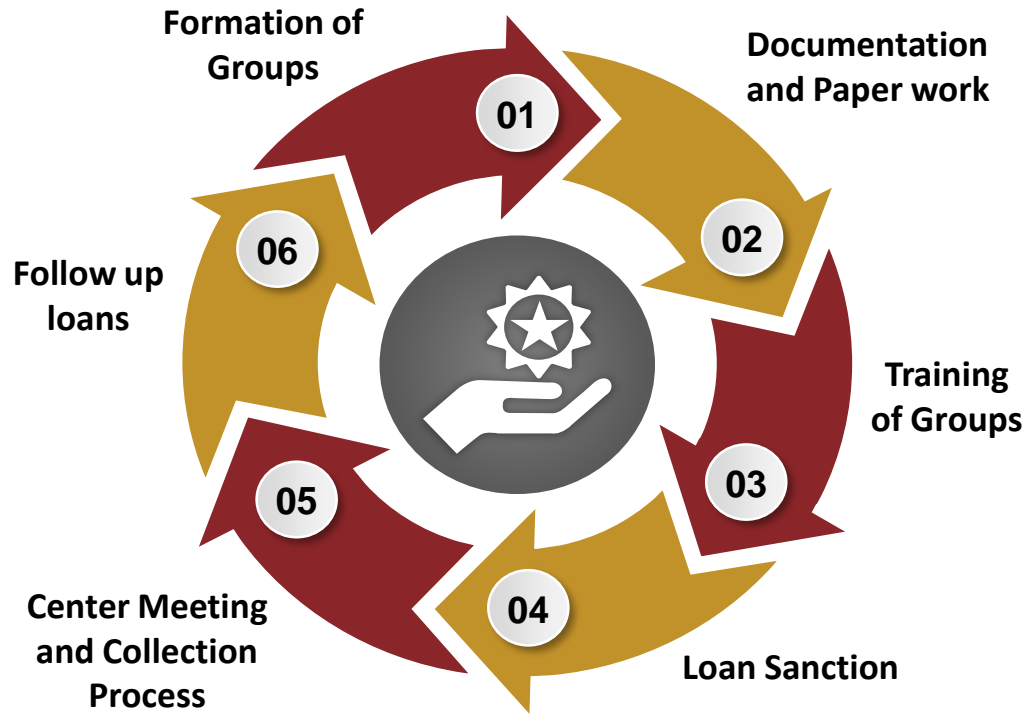 Formation of
Groups
01
Documentation
and Paper work
02
Training
of Groups
03
Loan Sanction
04
Center Meeting
and Collection
Process
05
Follow up
loans
06